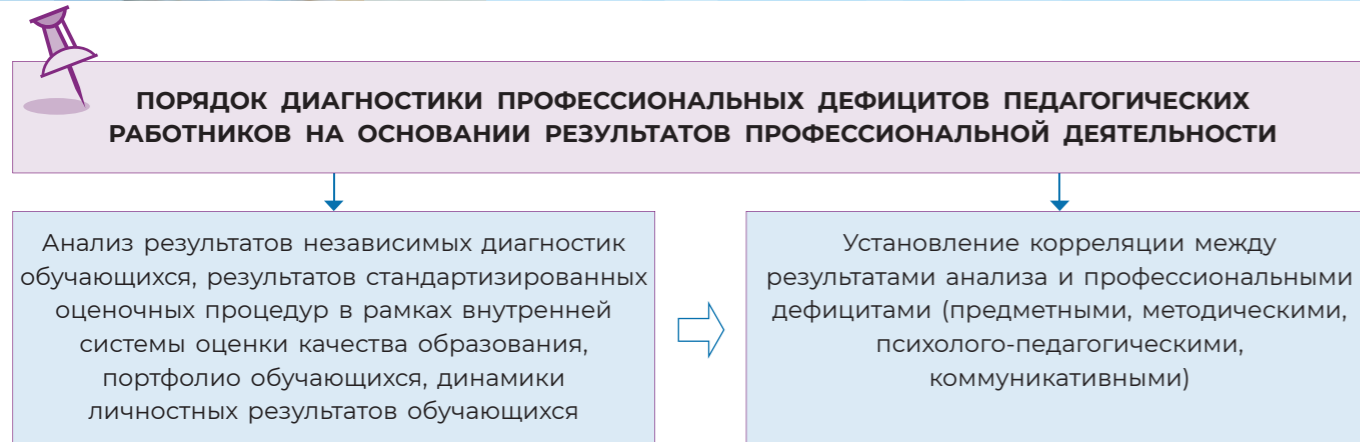 ПОРЯДОК ДИАГНОСТИКИ ПРОФЕССИОНАЛЬНЫХ ДЕФИЦИТОВ ПЕДАГОГИЧЕСКИХ
РАБОТНИКОВ НА ОСНОВАНИИ РЕЗУЛЬТАТОВ ПРОФЕССИОНАЛЬНОЙ ДЕЯТЕЛЬНОСТИ
Анализ результатов независимых диагностик
обучающихся, результатов стандартизированных
оценочных процедур в рамках внутренней
системы оценки качества образования,
портфолио обучающихся, динамики
личностных результатов обучающихся
Установление корреляции между
результатами анализа и профессиональными
дефицитами (предметными, методическими,
психолого-педагогическими,
коммуникативными)